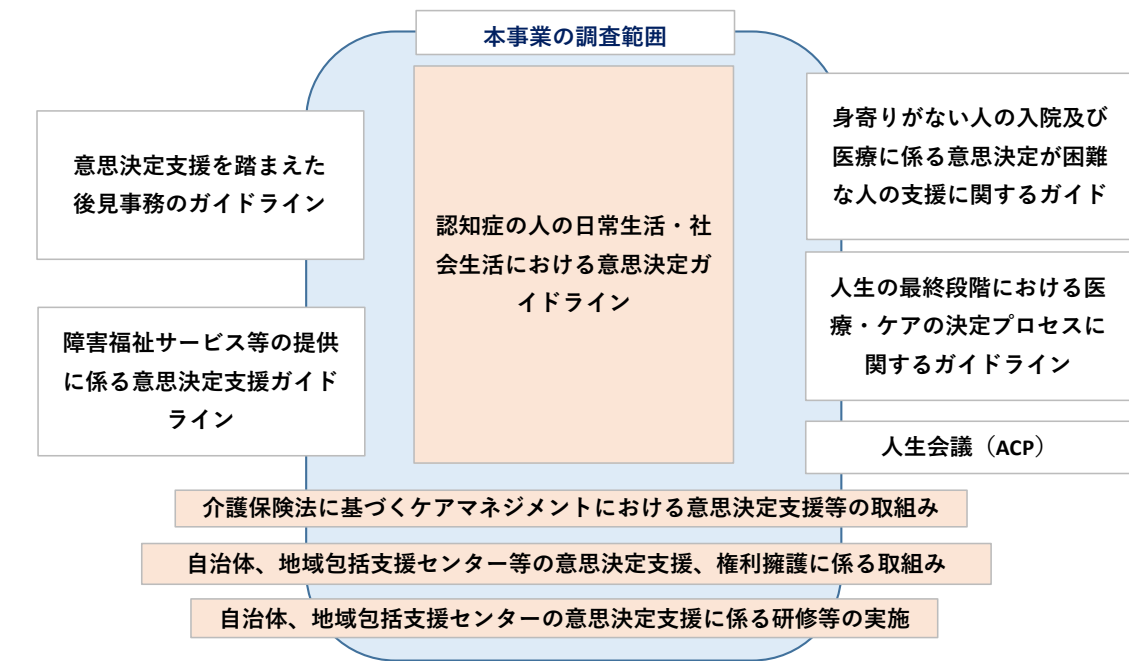 本事業の調査範囲
意思決定支援を踏まえた
後見事務のガイドライン
障害福祉サービス等の提供
に係る意思決定支援ガイド
ライン
認知症の人の日常生活・社
会生活における意思決定ガ
イドライン
身寄りがない人の入院及び
医療に係る意思決定が困難
な人の支援に関するガイド
人生の最終段階における医
療・ケアの決定プロセスに
関するガイドライン
人生会議（ACP）
介護保険法に基づくケアマネジメントにおける意思決定支援等の取組み
自治体、地域包括支援センター等の意思決定支援、権利擁護に係る取組み
自治体、地域包括支援センターの意思決定支援に係る研修等の実施